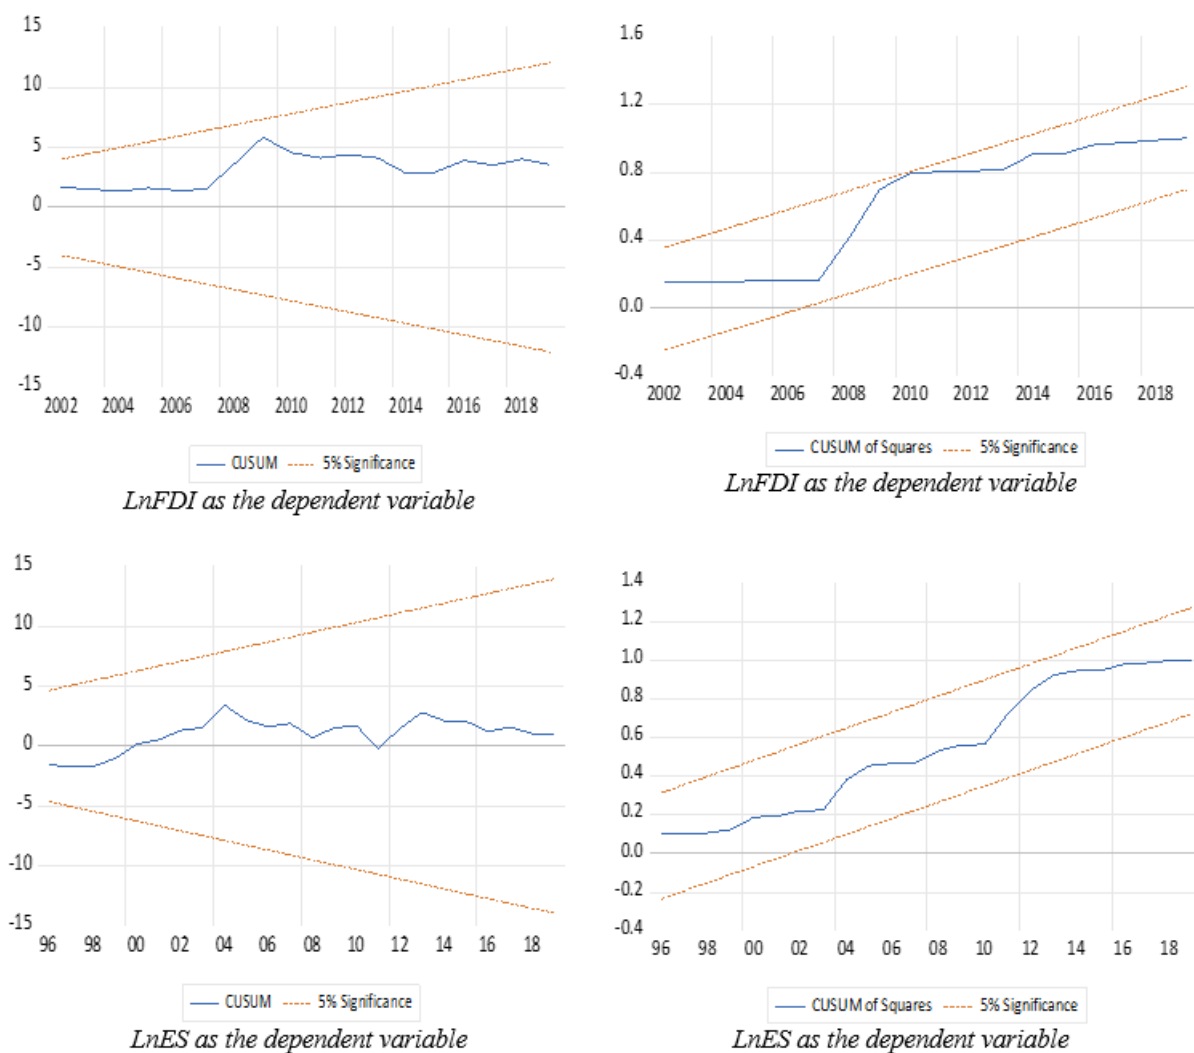 15
10
5
0
-5
-10
-15
2002 2004 2006 2008 2010 2012 2014 2016 2018
CUSUM 5% Significance
LnFDI as the dependent variable
1.6
1.2
0.8
0.4
0.0
-0.4
2002 2004 2006 2008 2010 2012 2014 2016 2018
CUSUM of Squares 5% Significance
LnFDI as the dependent variable
15
10
5
0
-5
-10
-15
96 98 00 02 04 06 08 10 12 14 16 18
CUSUM 5% Significance
LnES as the dependent variable
1.4
1.2
1.0
0.8
0.6
0.4
0.2
0.0
-0.2
-0.4
96 98 00 02 04 06 08 10 12 14 16 18
CUSUM of Squares 5% Significance
LnES as the dependent variable